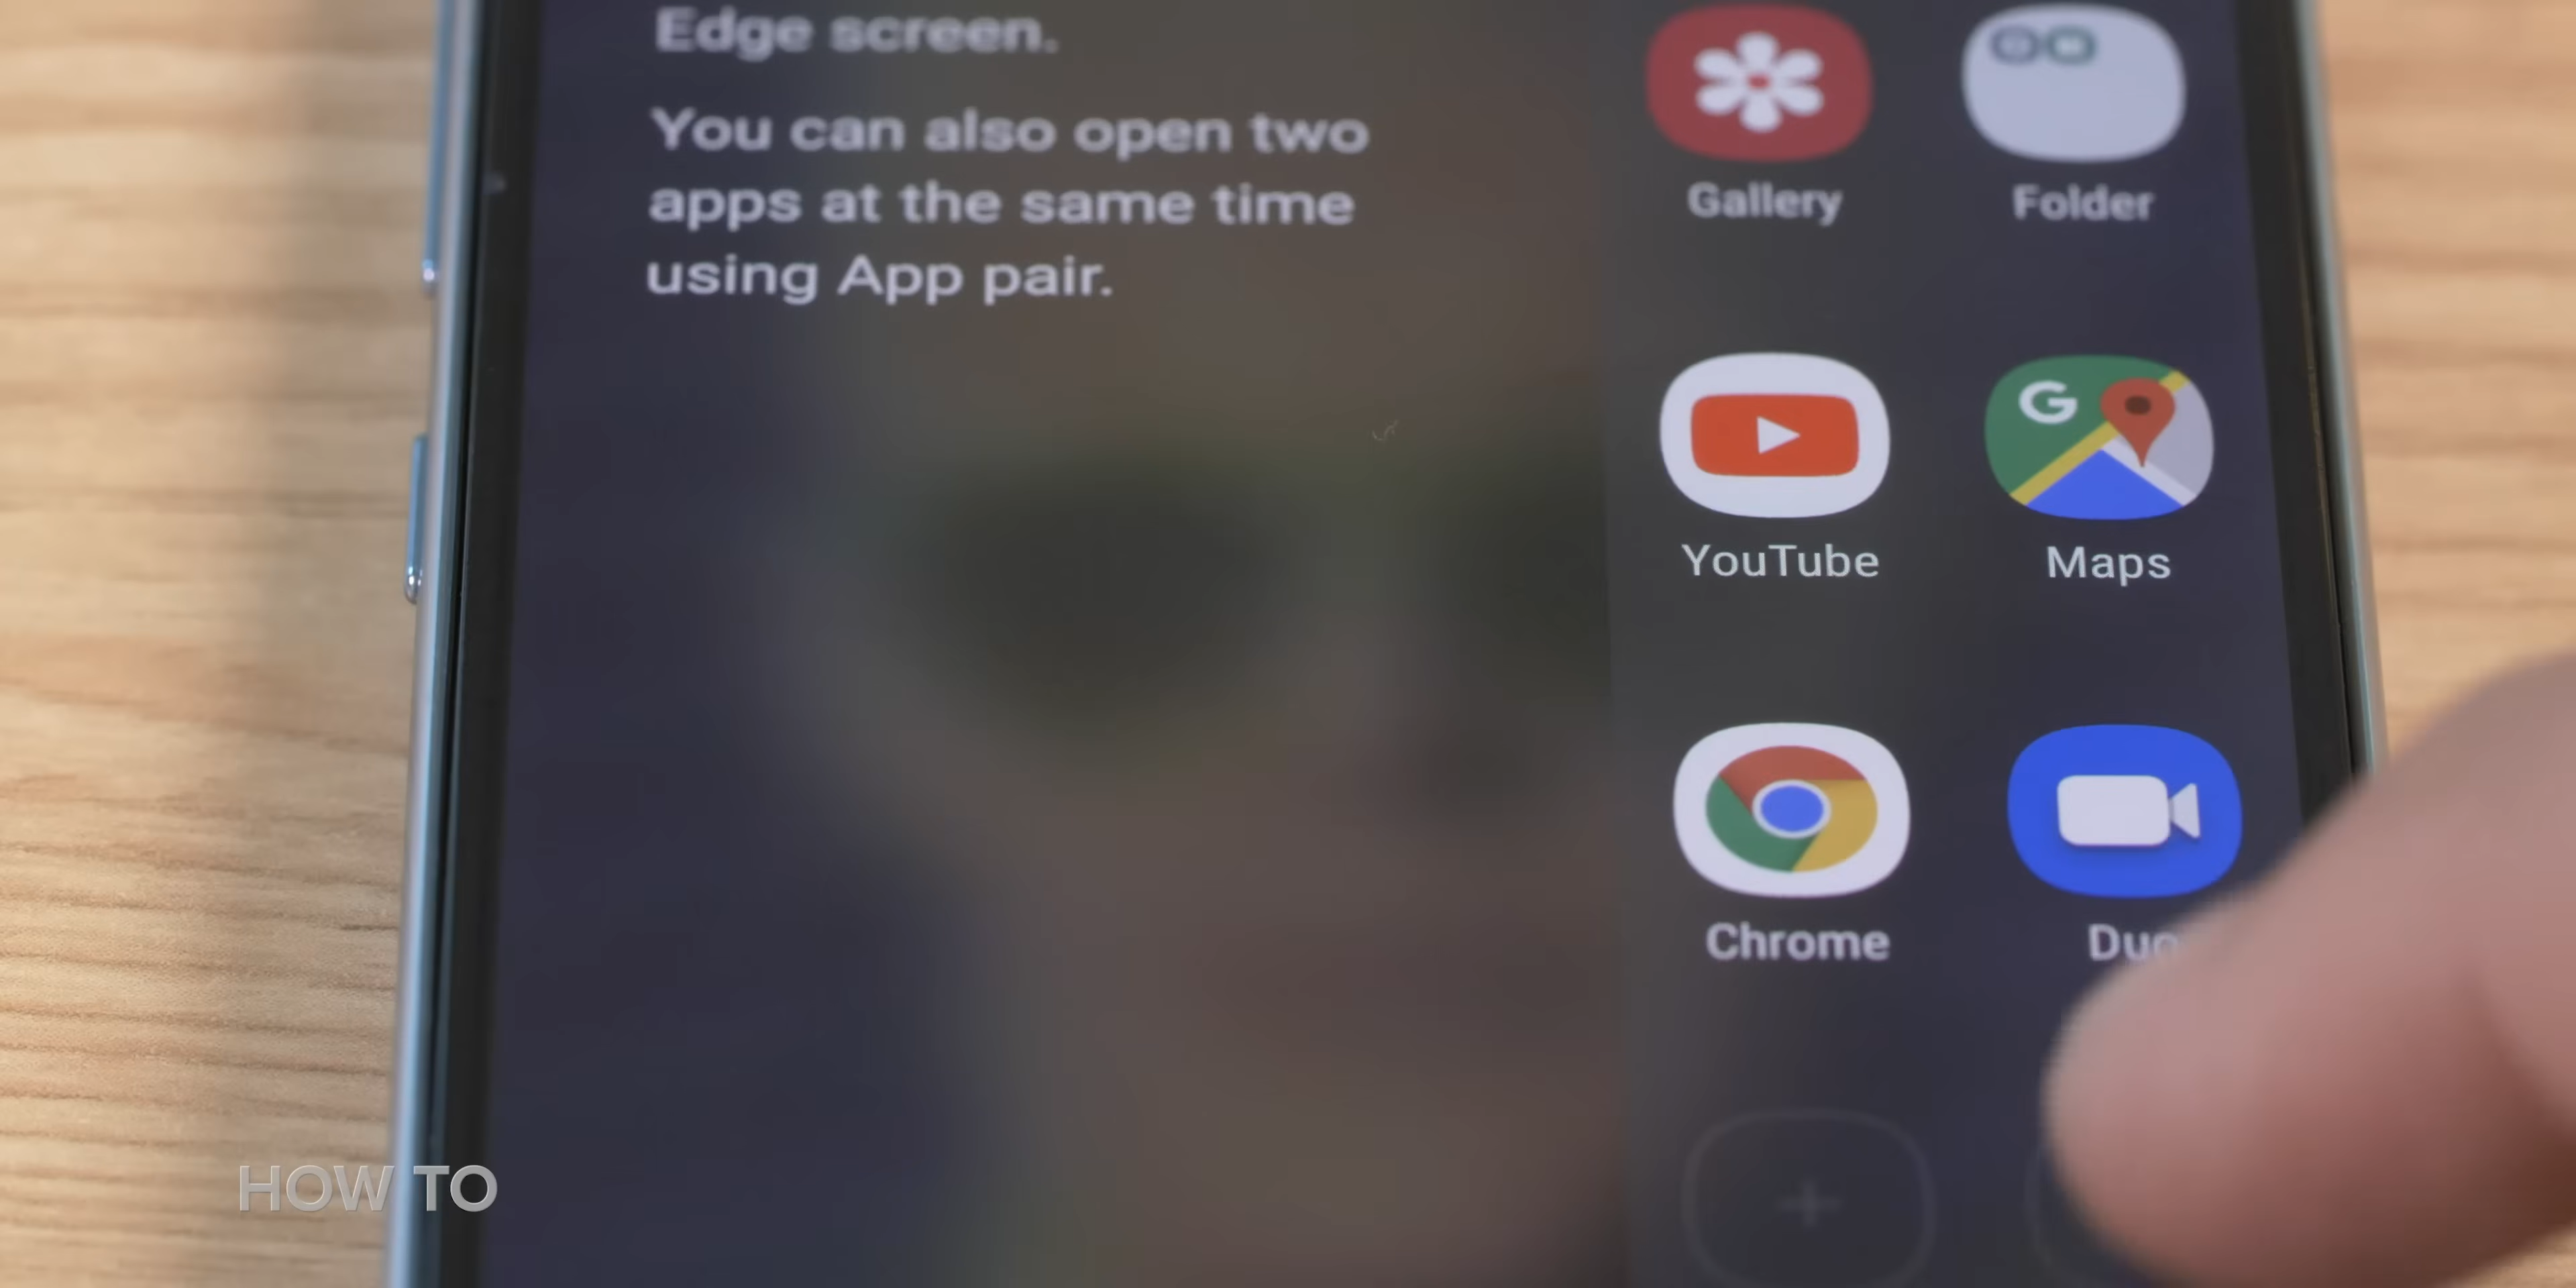 Edge screen.
You can also open two
apps at the same time
using App pair.
Gallery
Folder
G
YouTube
Maps
Chrome
Duo
HOW TO